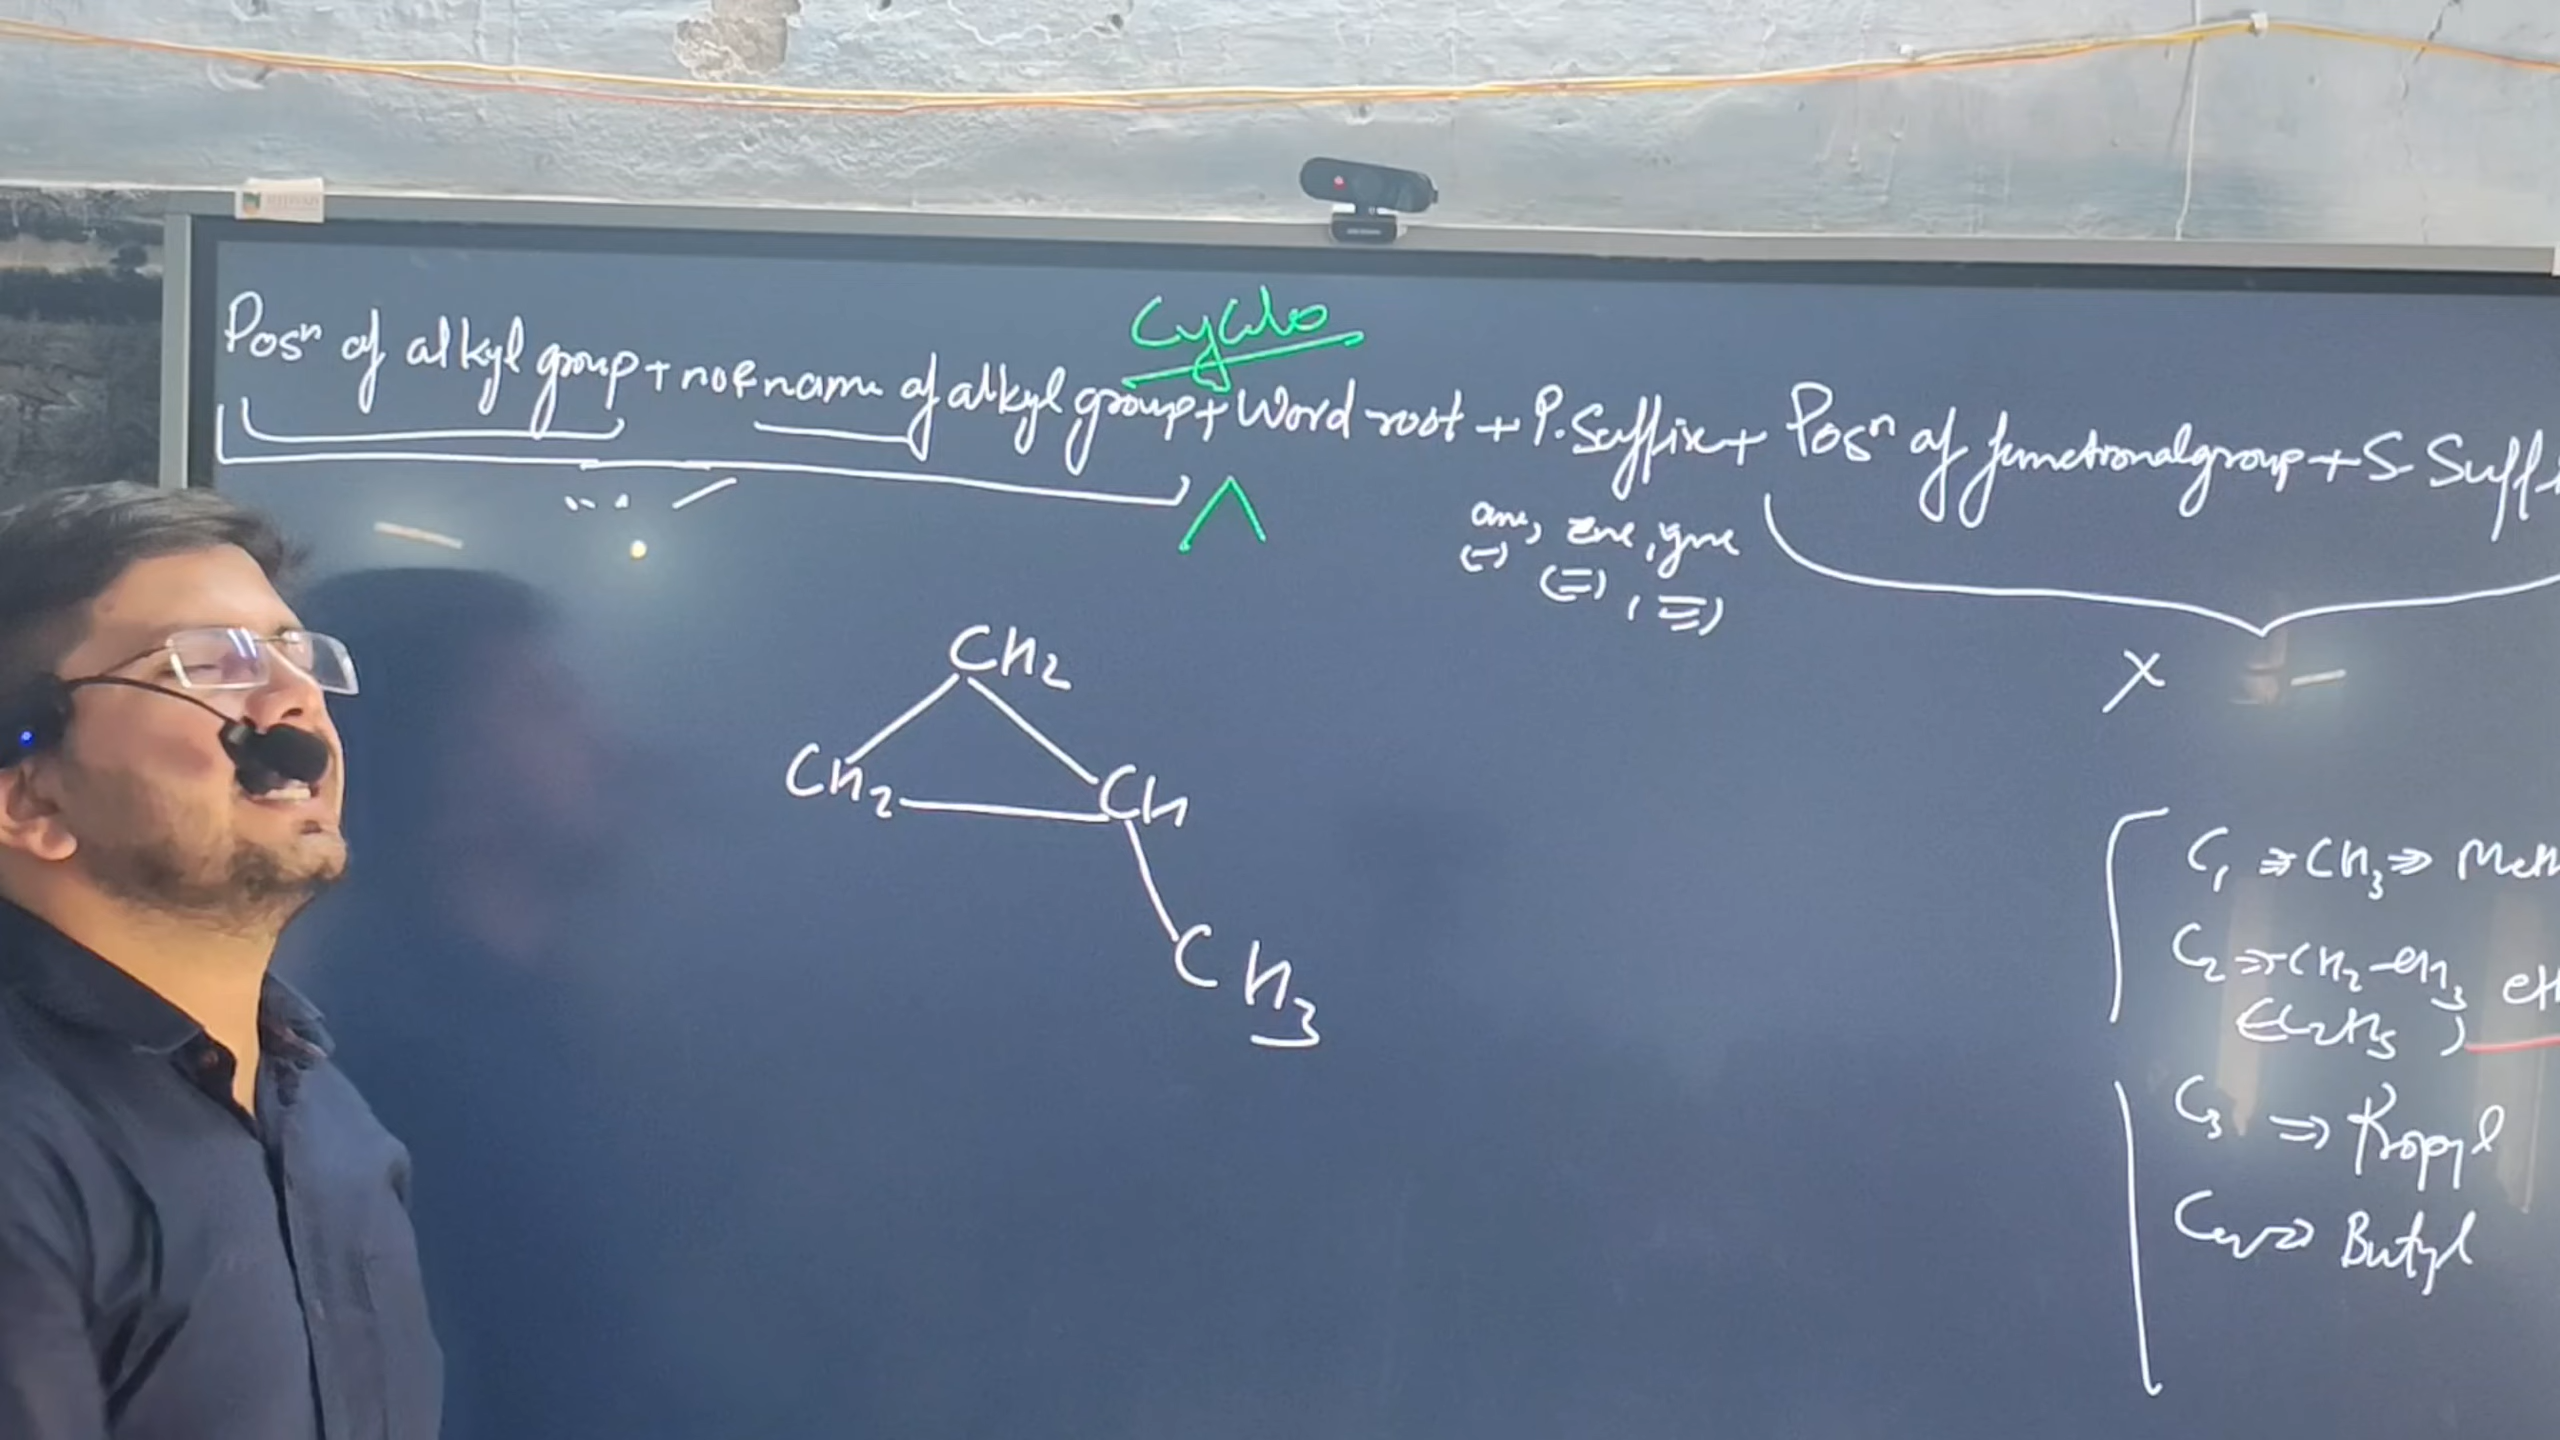 Cyclo
Posⁿ of alkyl group + no & name of alkyl group + Word root + P. Suffix + Posⁿ of functional group + S Suff
ane, ene, yne
(-) (=) , ≡)
X
CH2
CH2 CH
CH3
C1 ⇒ CH3 ⇒ Meth
C2 ⇒ CH2-CH3 eth
(C2H5)
C3 ⇒ Propyl
C4 ⇒ Butyl